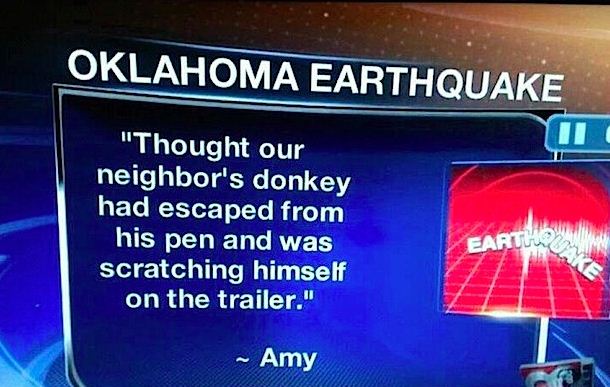 OKLAHOMA EARTHQUAKE
"Thought our
neighbor's donkey
had escaped from
his pen and was
scratching himself
on the trailer."
~ Amy
EARTHQUAKE